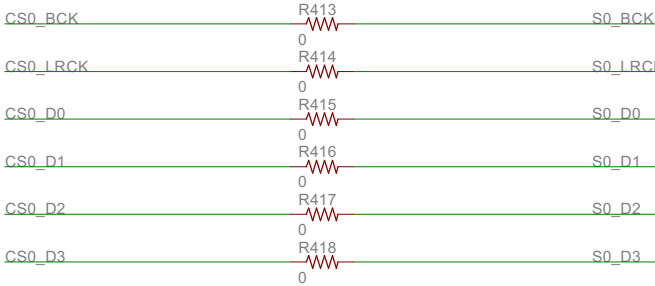 CS0_BCK R413 S0_BCK
0
CS0_LRCK R414 S0_LRC
0
CS0_D0 R415 S0_D0
0
CS0_D1 R416 S0_D1
0
CS0_D2 R417 S0_D2
0
CS0_D3 R418 S0_D3
0